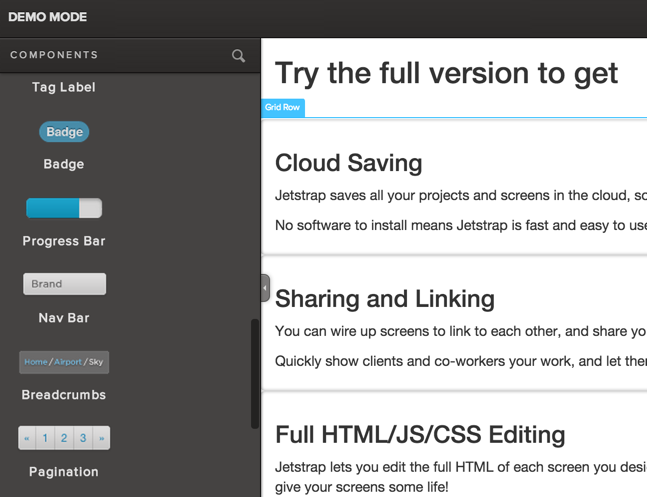 DEMO MODE
COMPONENTS
Tag Label
Badge
Badge
Progress Bar
Brand
Nav Bar
Home / Airport / Sky
Breadcrumbs
« 1 2 3 »
Pagination
Try the full version to get
Grid Row
Cloud Saving
Jetstrap saves all your projects and screens in the cloud, so
No software to install means Jetstrap is fast and easy to use
Sharing and Linking
You can wire up screens to link to each other, and share yo
Quickly show clients and co-workers your work, and let the
Full HTML/JS/CSS Editing
Jetstrap lets you edit the full HTML of each screen you desi
give your screens some life!